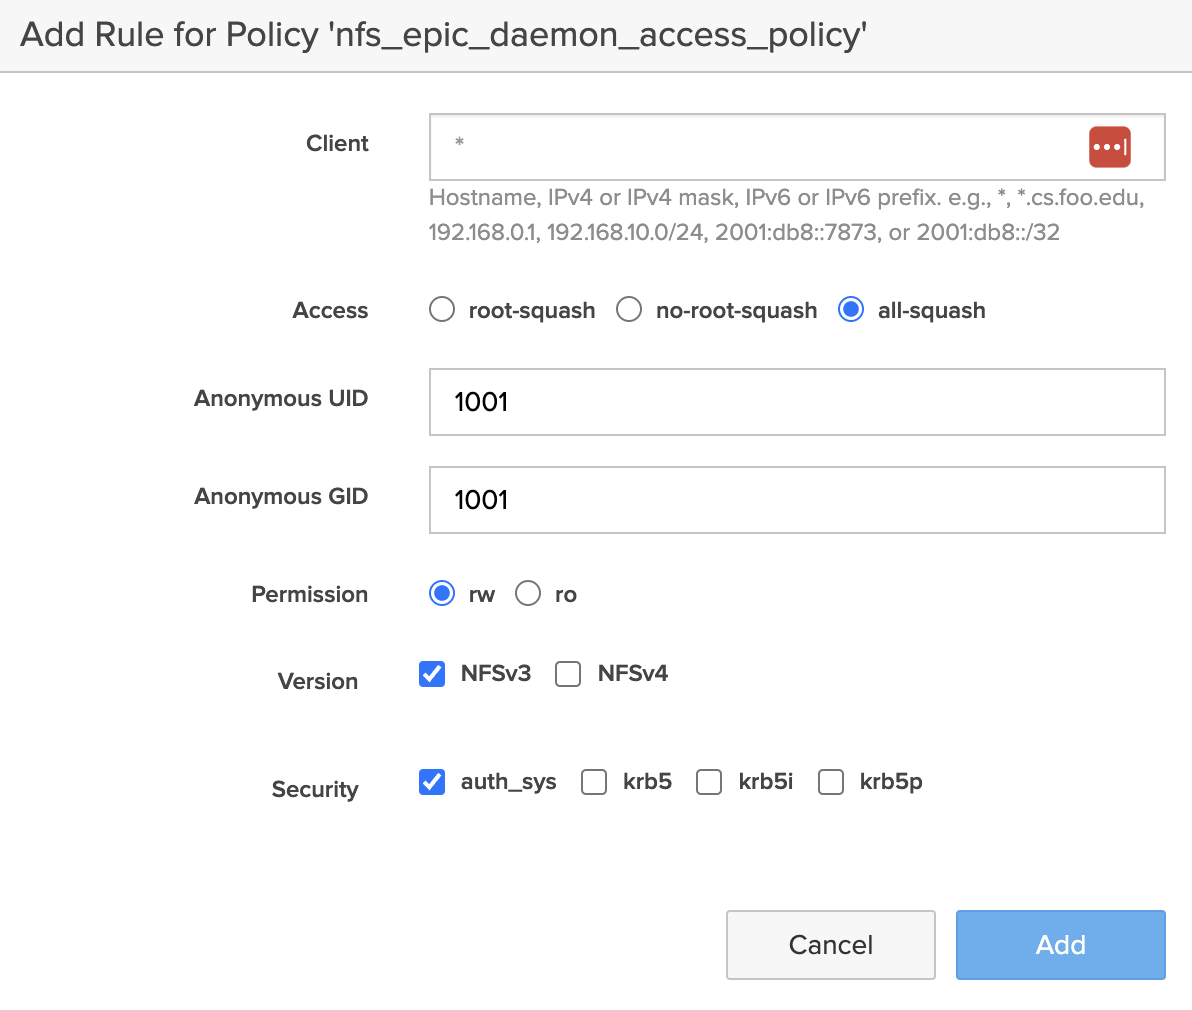 Add Rule for Policy 'nfs_epic_daemon_access_policy'
Client
*
Hostname, IPv4 or IPv4 mask, IPv6 or IPv6 prefix. e.g., *, *.cs.foo.edu,
192.168.0.1, 192.168.10.0/24, 2001:db8::7873, or 2001:db8::/32
Access root-squash no-root-squash all-squash
Anonymous UID 1001
Anonymous GID 1001
Permission rw ro
Version NFSv3 NFSv4
Security auth_sys krb5 krb5i krb5p
Cancel Add